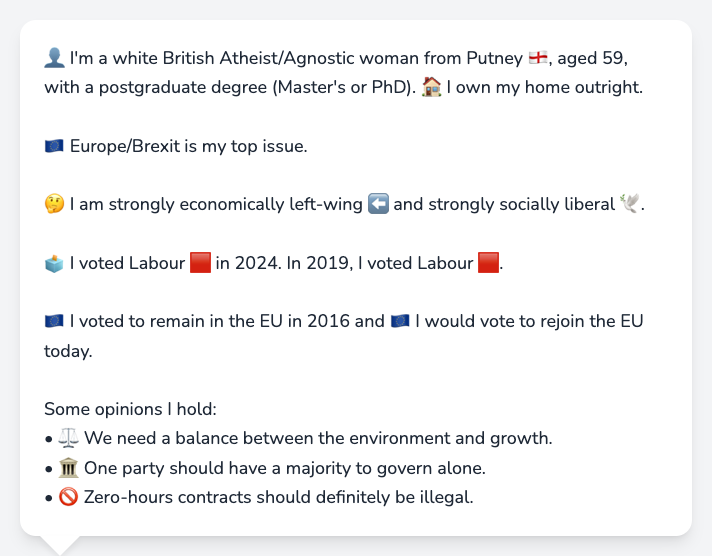 👤 I'm a white British Atheist/Agnostic woman from Putney 🏴󠁧󠁢󠁥󠁮󠁧󠁿, aged 59,
with a postgraduate degree (Master's or PhD). 🏠 I own my home outright.
🇪🇺 Europe/Brexit is my top issue.
🤔 I am strongly economically left-wing ⬅️ and strongly socially liberal 🕊️.
🗳️ I voted Labour 🟥 in 2024. In 2019, I voted Labour 🟥.
🇪🇺 I voted to remain in the EU in 2016 and 🇪🇺 I would vote to rejoin the EU
today.
Some opinions I hold:
• ⚖️ We need a balance between the environment and growth.
• 🏛️ One party should have a majority to govern alone.
• 🚫 Zero-hours contracts should definitely be illegal.